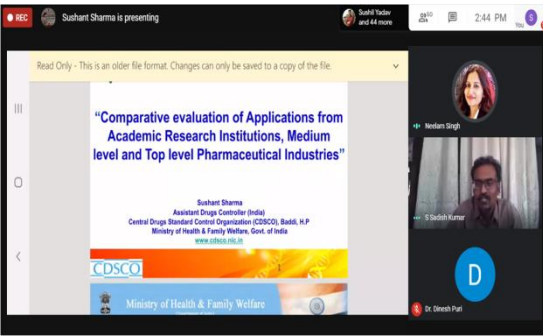 REC
Sushant Sharma is presenting
Sushil Yadav
and 44 more
2:44 PM
You
S
Read Only - This is an older file format. Changes can only be saved to a copy of the file.
“Comparative evaluation of Applications from
Academic Research Institutions, Medium
level and Top level Pharmaceutical Industries”
Sushant Sharma
Assistant Drugs Controller (India)
Central Drugs Standard Control Organization (CDSCO), Baddi, H.P
Ministry of Health & Family Welfare, Govt. of India
www.cdsco.nic.in
CDSCO
1
Ministry of Health & Family Welfare
Neelam Singh
S Sadish Kumar
D
Dr. Dinesh Puri